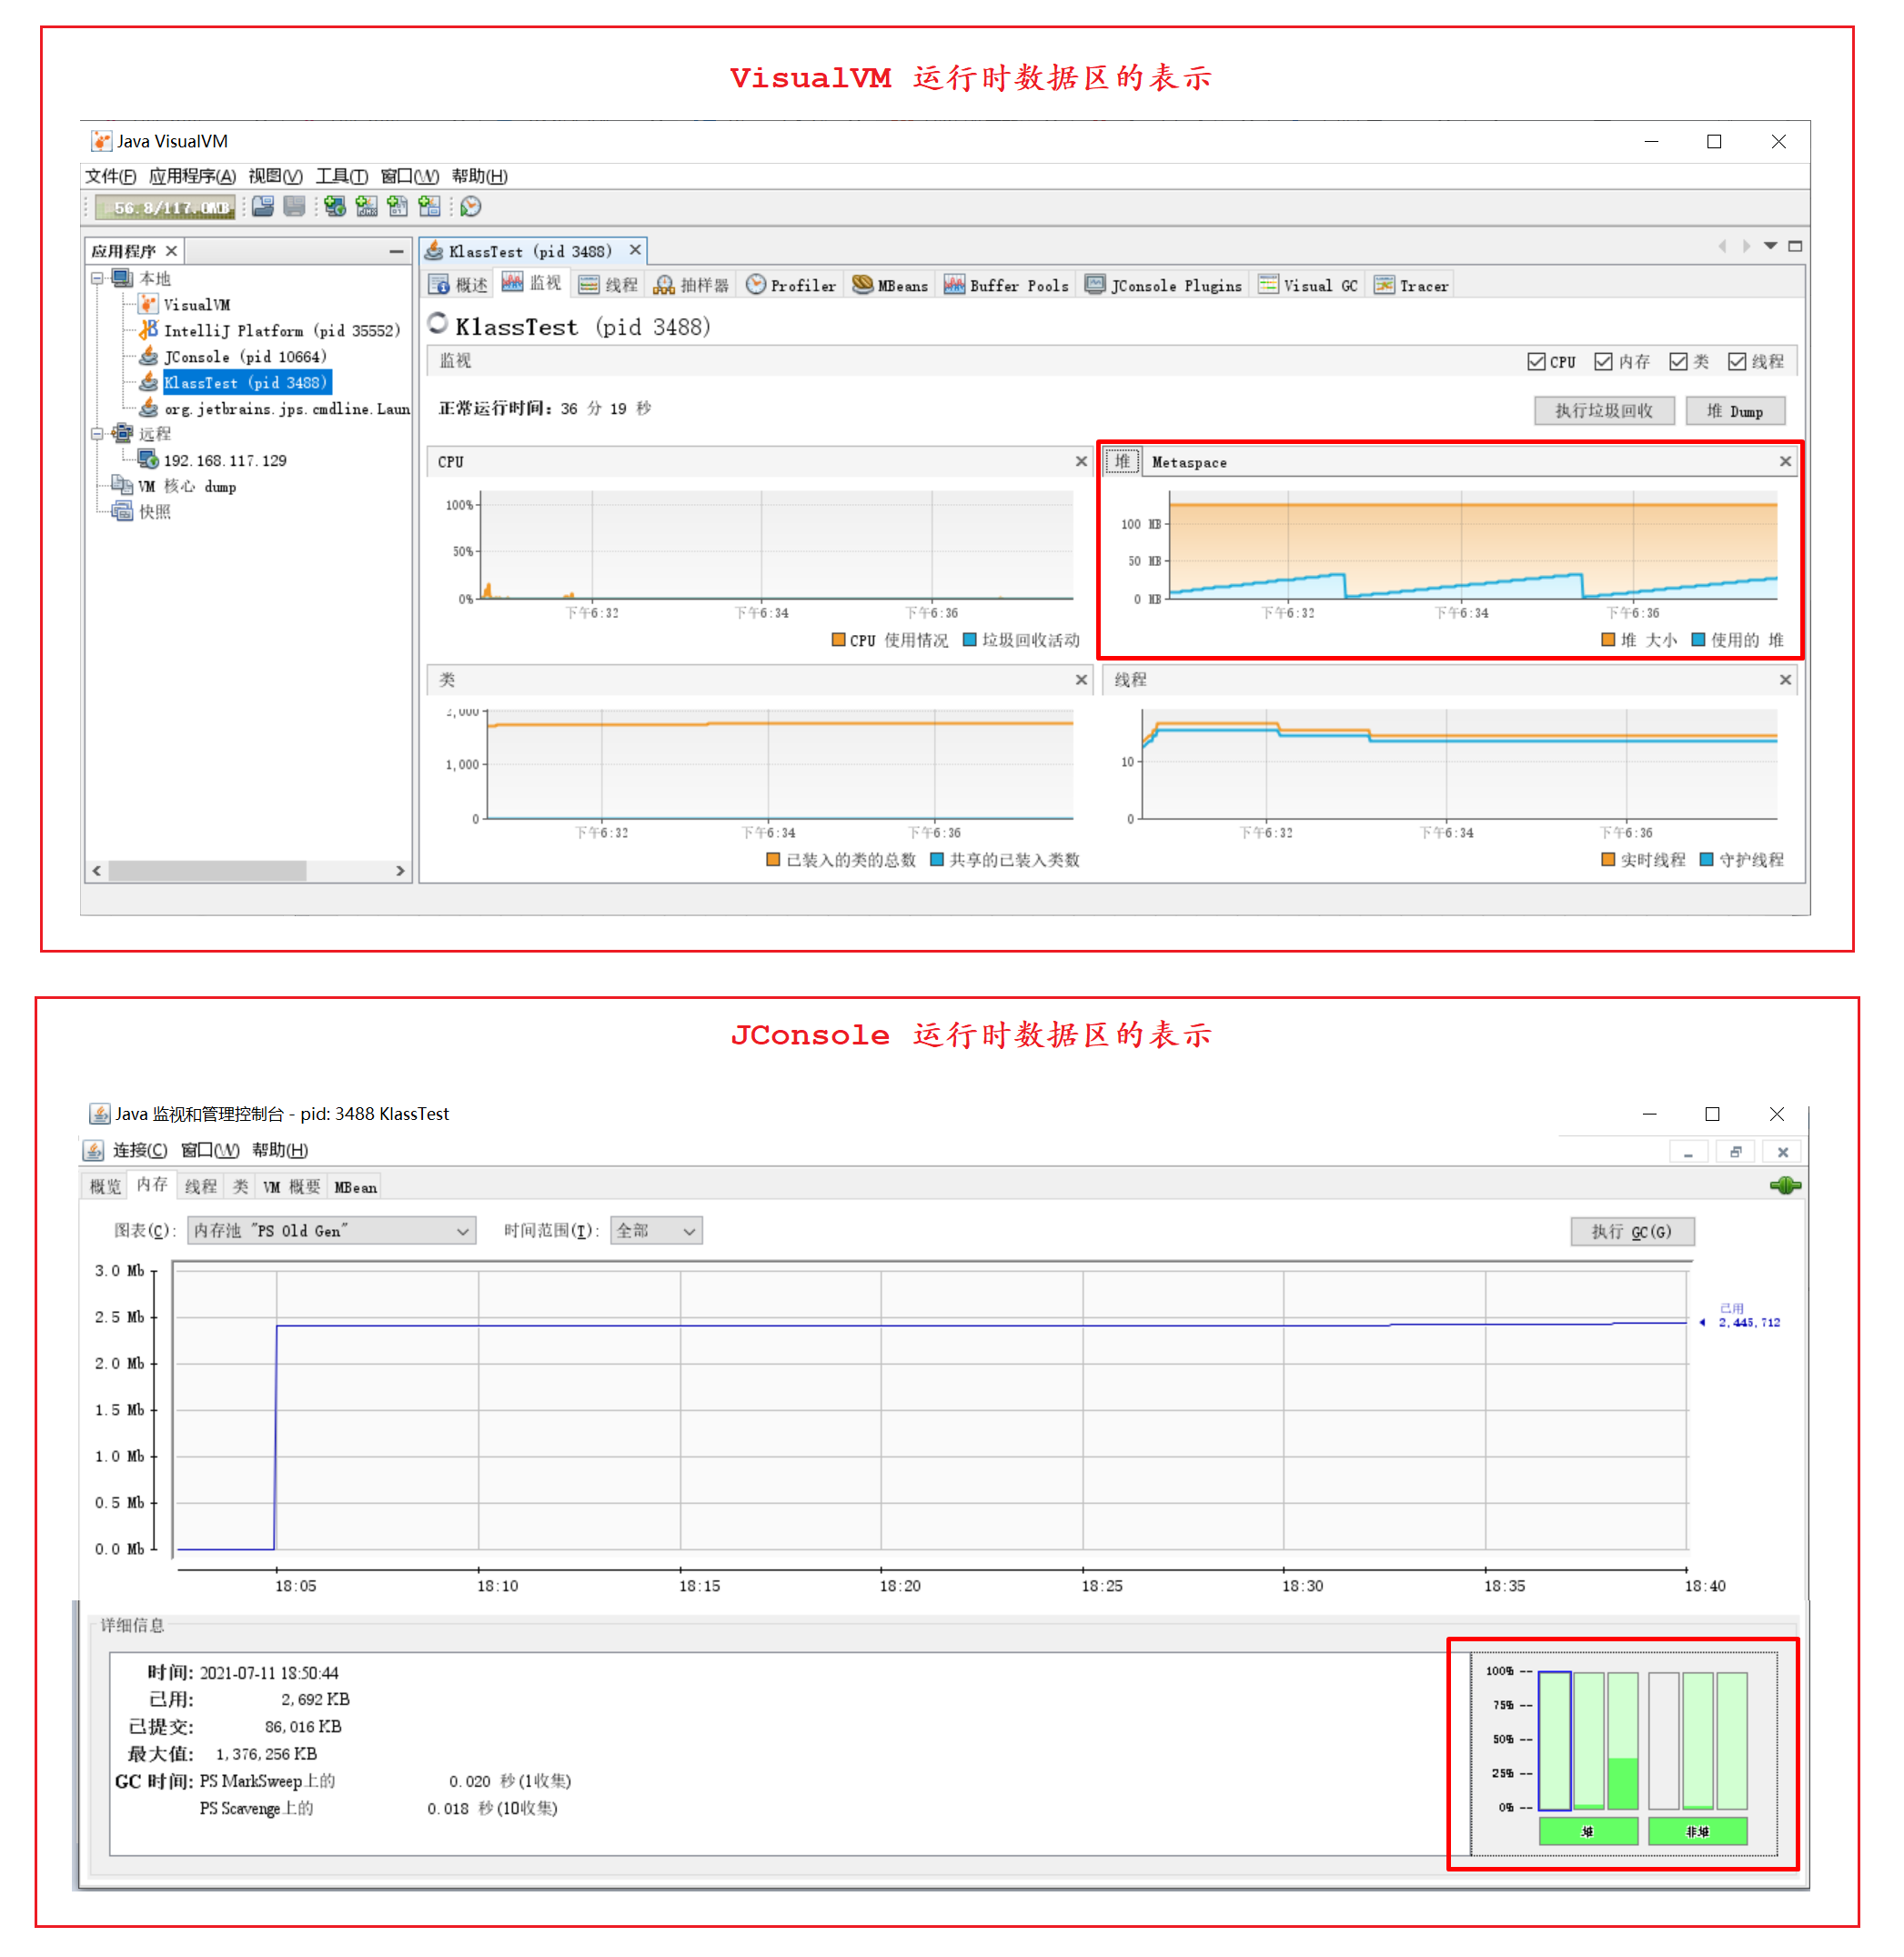 VisualVM 运行时数据区的表示
Java VisualVM
文件(F) 应用程序(A) 视图(V) 工具(T) 窗口(W) 帮助(H)
56.8/117.0MB
应用程序
KlassTest (pid 3488)
本地
VisualVM
IntelliJ Platform (pid 35552)
JConsole (pid 10664)
KlassTest (pid 3488)
org.jetbrains.jps.cmdline.Laun
远程
192.168.117.129
VM 核心 dump
快照
概述 监视 线程 抽样器 Profiler MBeans Buffer Pools JConsole Plugins Visual GC Tracer
KlassTest (pid 3488)
监视
CPU 内存 类 线程
正常运行时间: 36 分 19 秒
执行垃圾回收 堆 Dump
CPU
100%
50%
0%
下午6:32 下午6:34 下午6:36
CPU 使用情况 垃圾回收活动
堆 Metaspace
100 MB
50 MB
0 MB
下午6:32 下午6:34 下午6:36
堆 大小 使用的 堆
类
2,000
1,000
0
下午6:32 下午6:34 下午6:36
已装入的类的总数 共享的已装入类数
线程
10
0
下午6:32 下午6:34 下午6:36
实时线程 守护线程
JConsole 运行时数据区的表示
Java 监视和管理控制台 - pid: 3488 KlassTest
连接(C) 窗口(W) 帮助(H)
概览 内存 线程 类 VM 概要 MBean
图表(C): 内存池 "PS Old Gen" 时间范围(T): 全部 执行 GC(G)
3.0 Mb
2.5 Mb
2.0 Mb
1.5 Mb
1.0 Mb
0.5 Mb
0.0 Mb
已用
2,445,712
18:05 18:10 18:15 18:20 18:25 18:30 18:35 18:40
详细信息
时间: 2021-07-11 18:50:44
已用: 2,692 KB
已提交: 86,016 KB
最大值: 1,376,256 KB
GC 时间: PS MarkSweep上的 0.020 秒 (1收集)
PS Scavenge上的 0.018 秒 (10收集)
100% --
75% --
50% --
25% --
0% --
堆 非堆